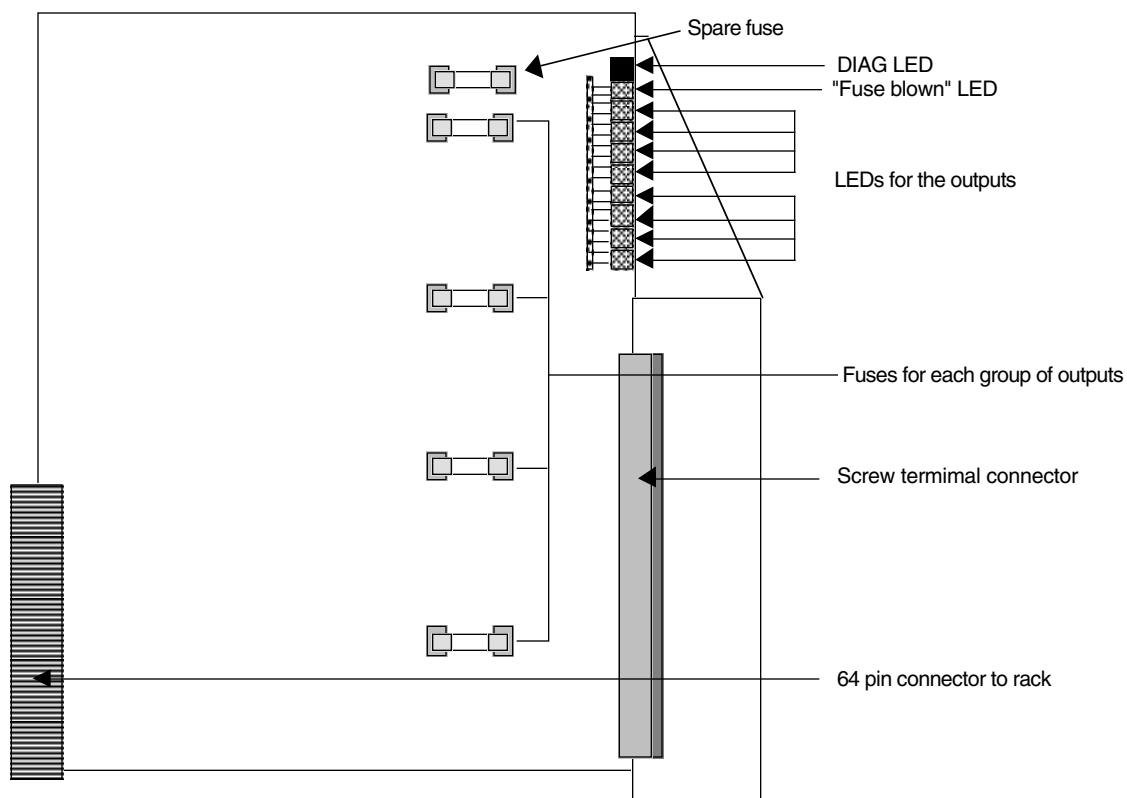 Spare fuse
DIAG LED
"Fuse blown" LED
LEDs for the outputs
Fuses for each group of outputs
Screw termimal connector
64 pin connector to rack